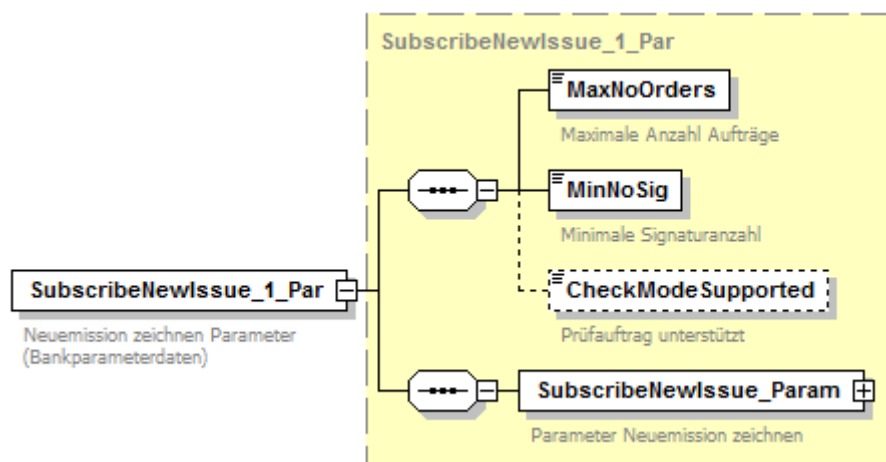 SubscribeNewIssue_1_Par
MaxNoOrders
Maximale Anzahl Aufträge
MinNoSig
Minimale Signaturanzahl
SubscribeNewIssue_1_Par
Neuemission zeichnen Parameter
(Bankparameterdaten)
CheckModeSupported
Prüfauftrag unterstützt
SubscribeNewIssue_Param
Parameter Neuemission zeichnen